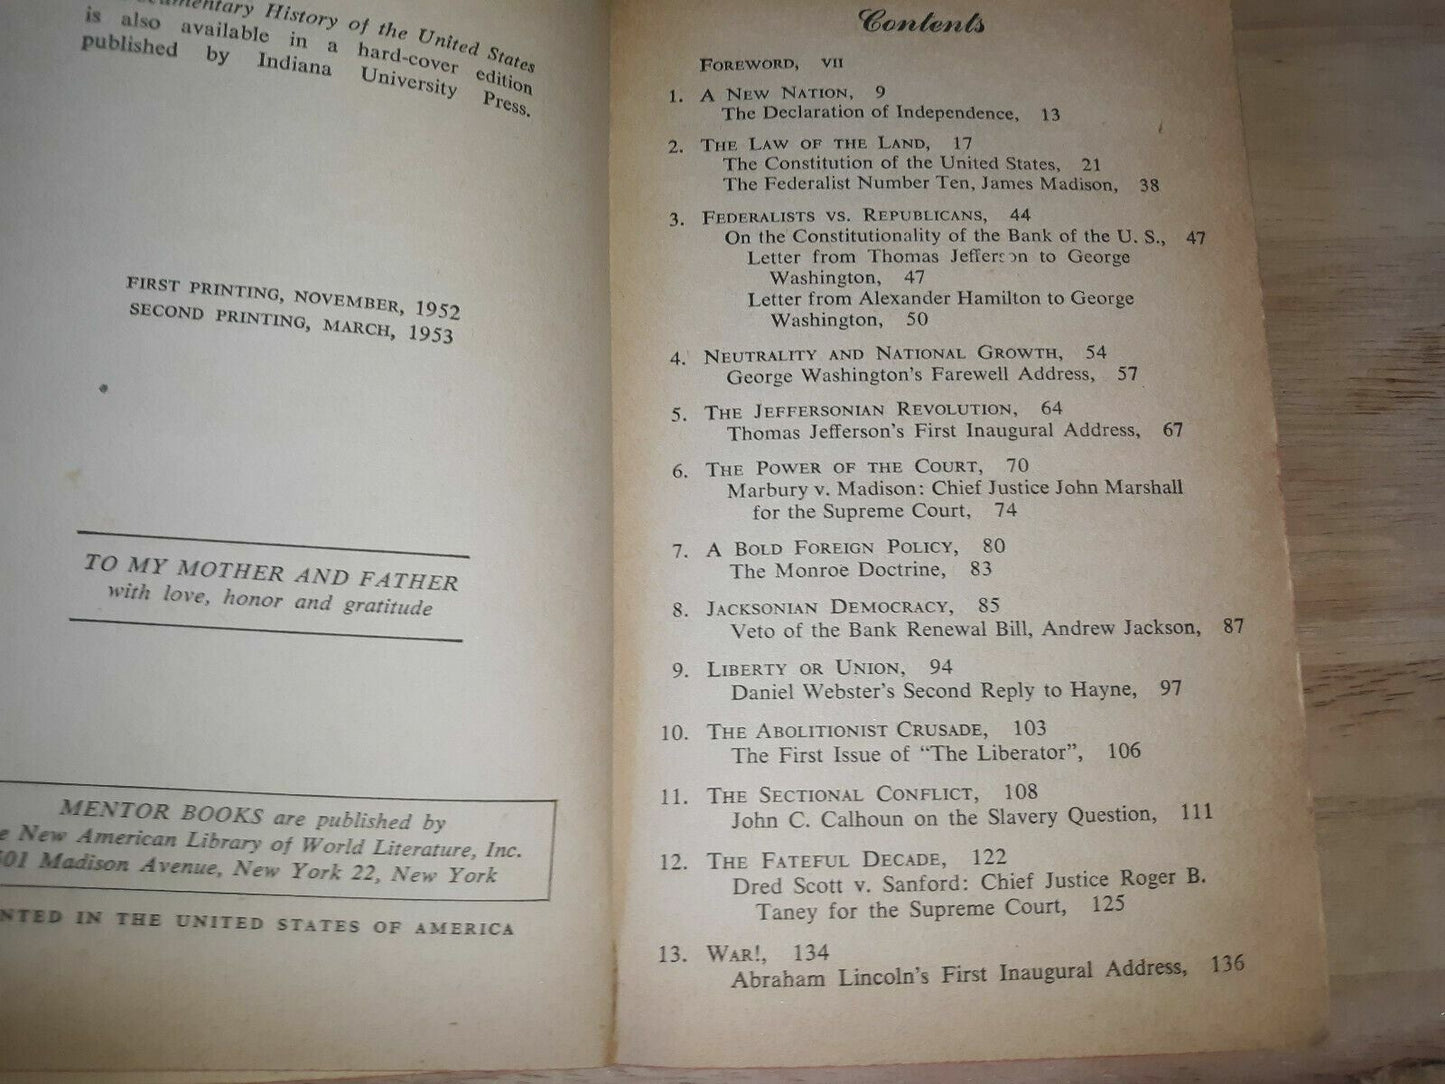 History of the United States
is also available in a hard-cover edition
published by Indiana University Press.
FIRST PRINTING, NOVEMBER, 1952
SECOND PRINTING, MARCH, 1953
TO MY MOTHER AND FATHER
with love, honor and gratitude
MENTOR BOOKS are published by
New American Library of World Literature, Inc.
501 Madison Avenue, New York 22, New York
NTED IN THE UNITED STATES OF AMERICA
Contents
FOREWORD, VII
1. A NEW NATION, 9
The Declaration of Independence, 13
2. THE LAW OF THE LAND, 17
The Constitution of the United States, 21
The Federalist Number Ten, James Madison, 38
3. FEDERALISTS VS. REPUBLICANS, 44
On the Constitutionality of the Bank of the U. S., 47
Letter from Thomas Jefferson to George
Washington, 47
Letter from Alexander Hamilton to George
Washington, 50
4. NEUTRALITY AND NATIONAL GROWTH, 54
George Washington's Farewell Address, 57
5. THE JEFFERSONIAN REVOLUTION, 64
Thomas Jefferson's First Inaugural Address, 67
6. THE POWER OF THE COURT, 70
Marbury v. Madison: Chief Justice John Marshall
for the Supreme Court, 74
7. A BOLD FOREIGN POLICY, 80
The Monroe Doctrine, 83
8. JACKSONIAN DEMOCRACY, 85
Veto of the Bank Renewal Bill, Andrew Jackson, 87
9. LIBERTY OR UNION, 94
Daniel Webster's Second Reply to Hayne, 97
10. THE ABOLITIONIST CRUSADE, 103
The First Issue of "The Liberator", 106
11. THE SECTIONAL CONFLICT, 108
John C. Calhoun on the Slavery Question, 111
12. THE FATEFUL DECADE, 122
Dred Scott v. Sanford: Chief Justice Roger B.
Taney for the Supreme Court, 125
13. WAR!, 134
Abraham Lincoln's First Inaugural Address, 136